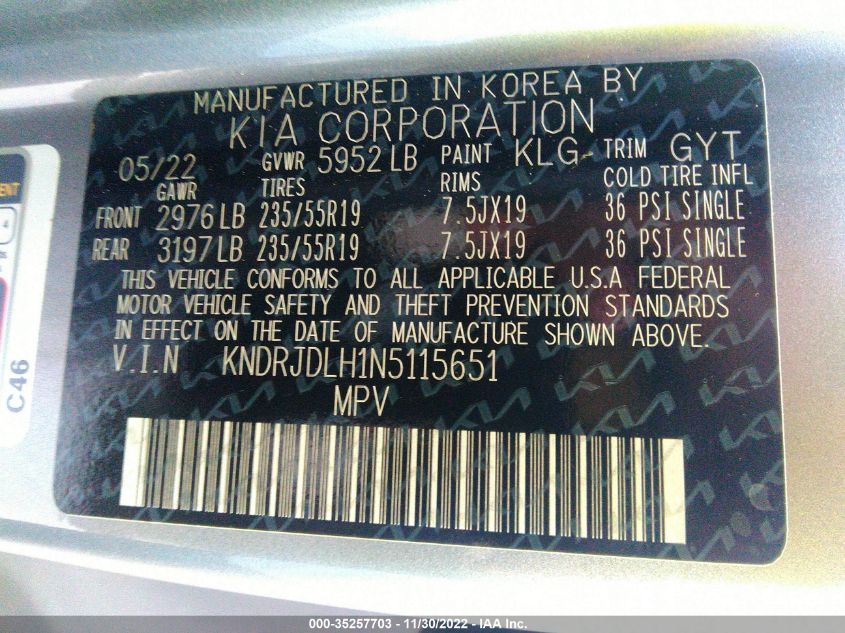 MANUFACTURED IN KOREA BY
KIA CORPORATION
05/22 GVWR 5952 LB PAINT KLG TRIM GYT
GAWR TIRES RIMS COLD TIRE INFL
FRONT 2976 LB 235/55R19 7.5JX19 36 PSI SINGLE
REAR 3197 LB 235/55R19 7.5JX19 36 PSI SINGLE
THIS VEHICLE CONFORMS TO ALL APPLICABLE U.S.A FEDERAL
MOTOR VEHICLE SAFETY AND THEFT PREVENTION STANDARDS
IN EFFECT ON THE DATE OF MANUFACTURE SHOWN ABOVE.
V.I.N KNDRJDLH1N5115651
MPV
C46
000-35257703 - 11/30/2022 - IAA Inc.